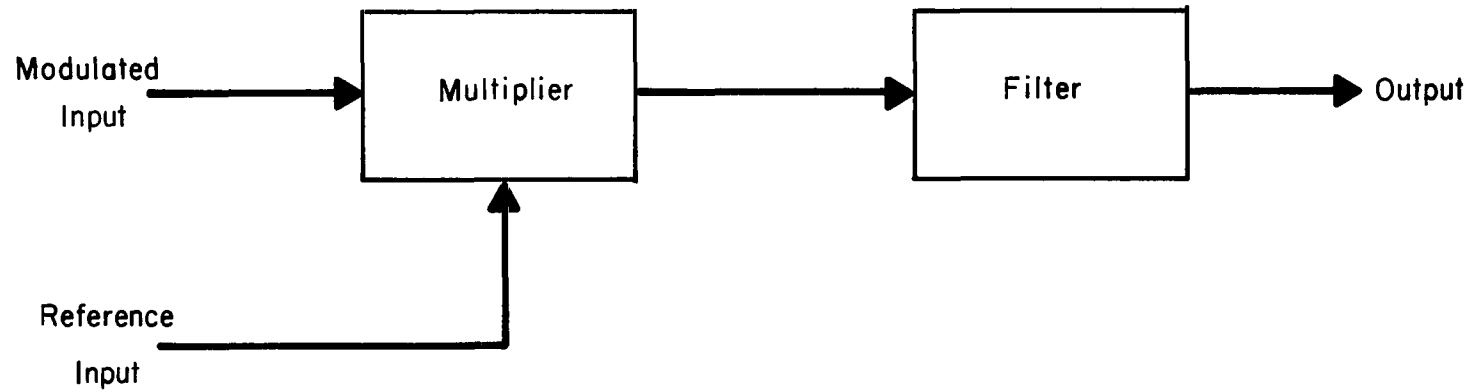 Modulated
Input
Multiplier
Filter
Output
Reference
Input